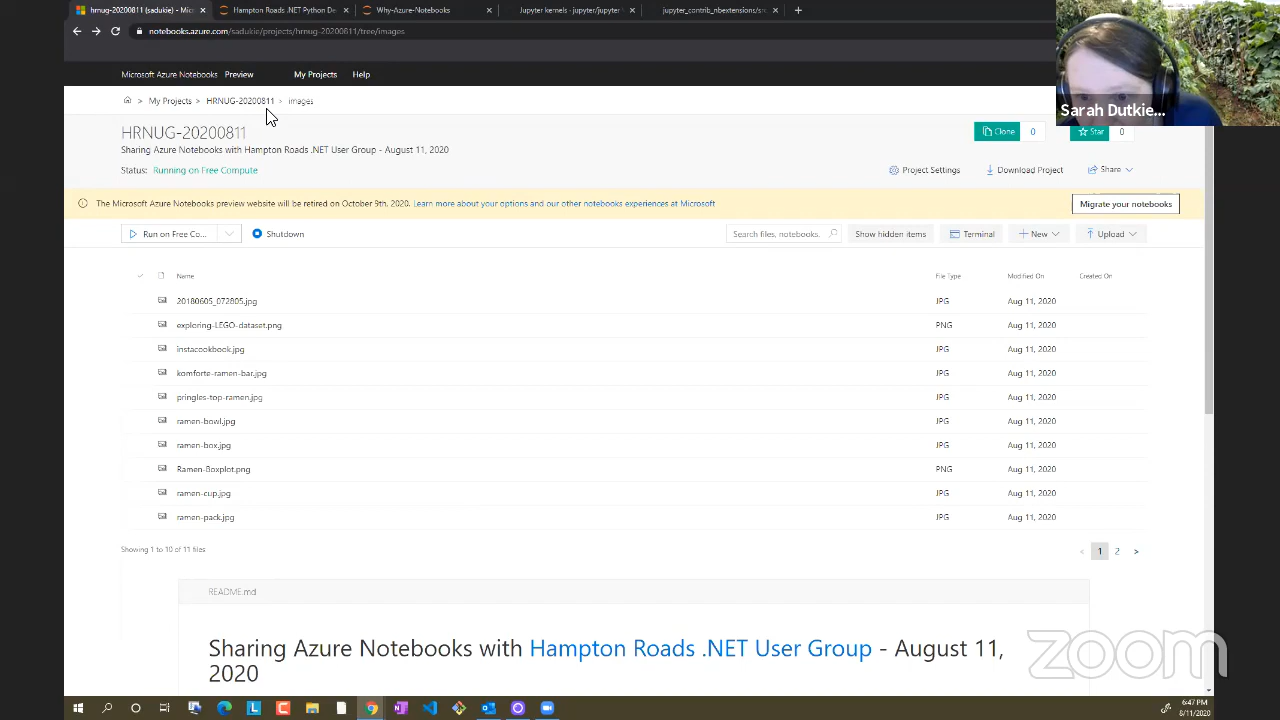 hrnug-20200811 (sadukie) - Mic
Hampton Roads .NET Python De
Why-Azure-Notebooks
Jupyter kernels · jupyter/jupyter
jupyter_contrib_nbextensions/src
notebooks.azure.com/sadukie/projects/hrnug-20200811/tree/images
Microsoft Azure Notebooks Preview My Projects Help
Sarah Dutkie...
My Projects > HRNUG-20200811 > images
HRNUG-20200811
Clone 0 Star 0
Sharing Azure Notebooks with Hampton Roads .NET User Group - August 11, 2020
Status: Running on Free Compute
Project Settings Download Project Share
The Microsoft Azure Notebooks preview website will be retired on October 9th, 2020. Learn more about your options and our other notebooks experiences at Microsoft
Migrate your notebooks
Run on Free Co... Shutdown Search files, notebooks. Show hidden items Terminal New Upload
Name File Type Modified On Created On
20180605_072805.jpg JPG Aug 11, 2020
exploring-LEGO-dataset.png PNG Aug 11, 2020
instacookbook.jpg JPG Aug 11, 2020
komforte-ramen-bar.jpg JPG Aug 11, 2020
pringles-top-ramen.jpg JPG Aug 11, 2020
ramen-bowl.jpg JPG Aug 11, 2020
ramen-box.jpg JPG Aug 11, 2020
Ramen-Boxplot.png PNG Aug 11, 2020
ramen-cup.jpg JPG Aug 11, 2020
ramen-pack.jpg JPG Aug 11, 2020
Showing 1 to 10 of 11 files
< 1 2 >
README.md
Sharing Azure Notebooks with Hampton Roads .NET User Group - August 11,
2020
zoom
6:47 PM
8/11/2020